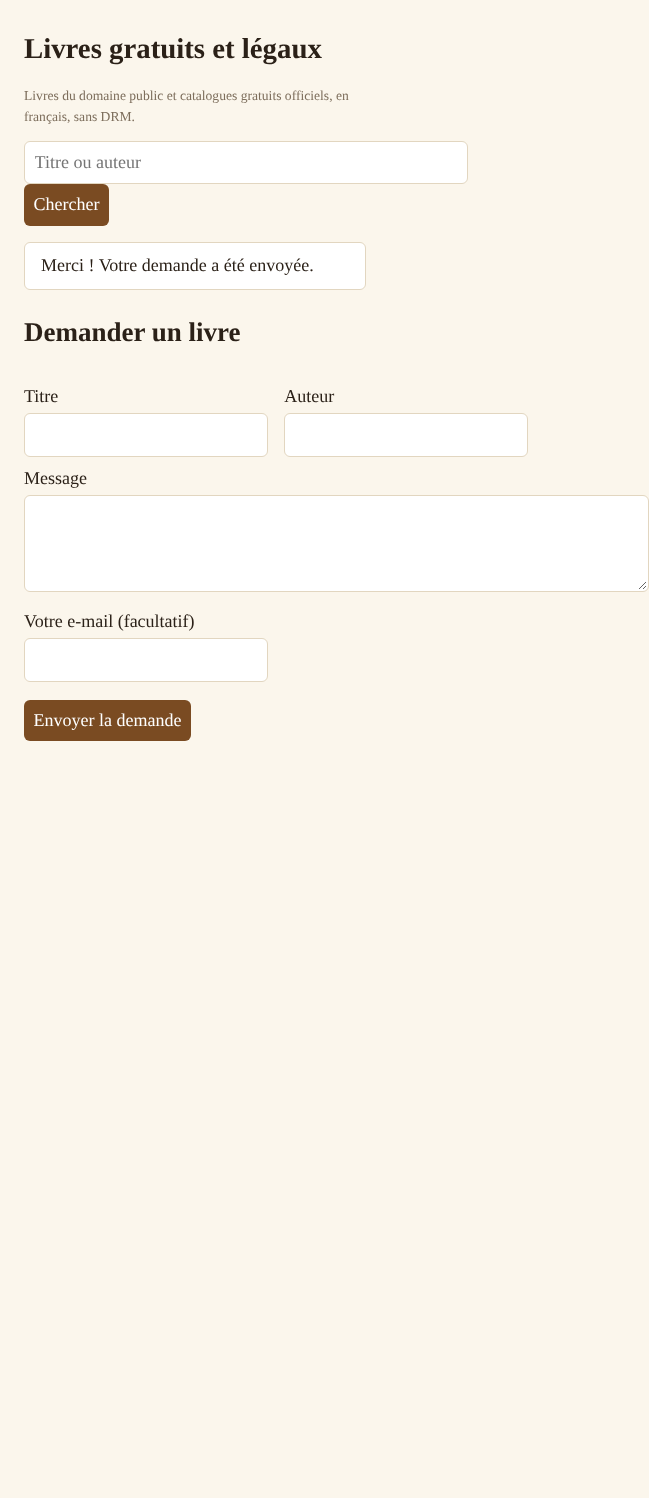 Livres gratuits et légaux
Livres du domaine public et catalogues gratuits officiels, en
français, sans DRM.
Titre ou auteur
Chercher
Merci ! Votre demande a été envoyée.
Demander un livre
Titre
Auteur
Message
Votre e-mail (facultatif)
Envoyer la demande